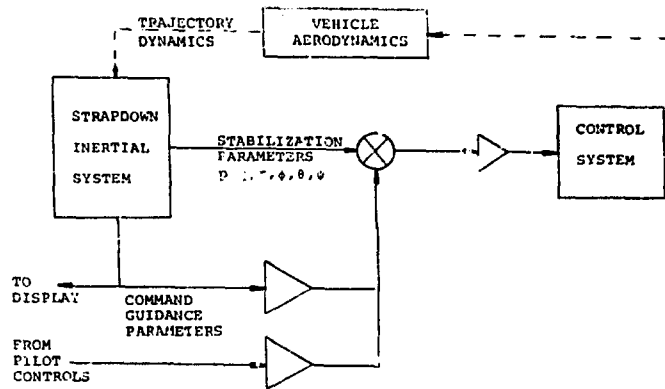 TRAJECTORY
DYNAMICS
VEHICLE
AERODYNAMICS
STRAPDOWN
INERTIAL
SYSTEM
STABILIZATION
PARAMETERS
p φ,θ,ψ
CONTROL
SYSTEM
TO
DISPLAY
COMMAND
GUIDANCE
PARAMETERS
FROM
PILOT
CONTROLS